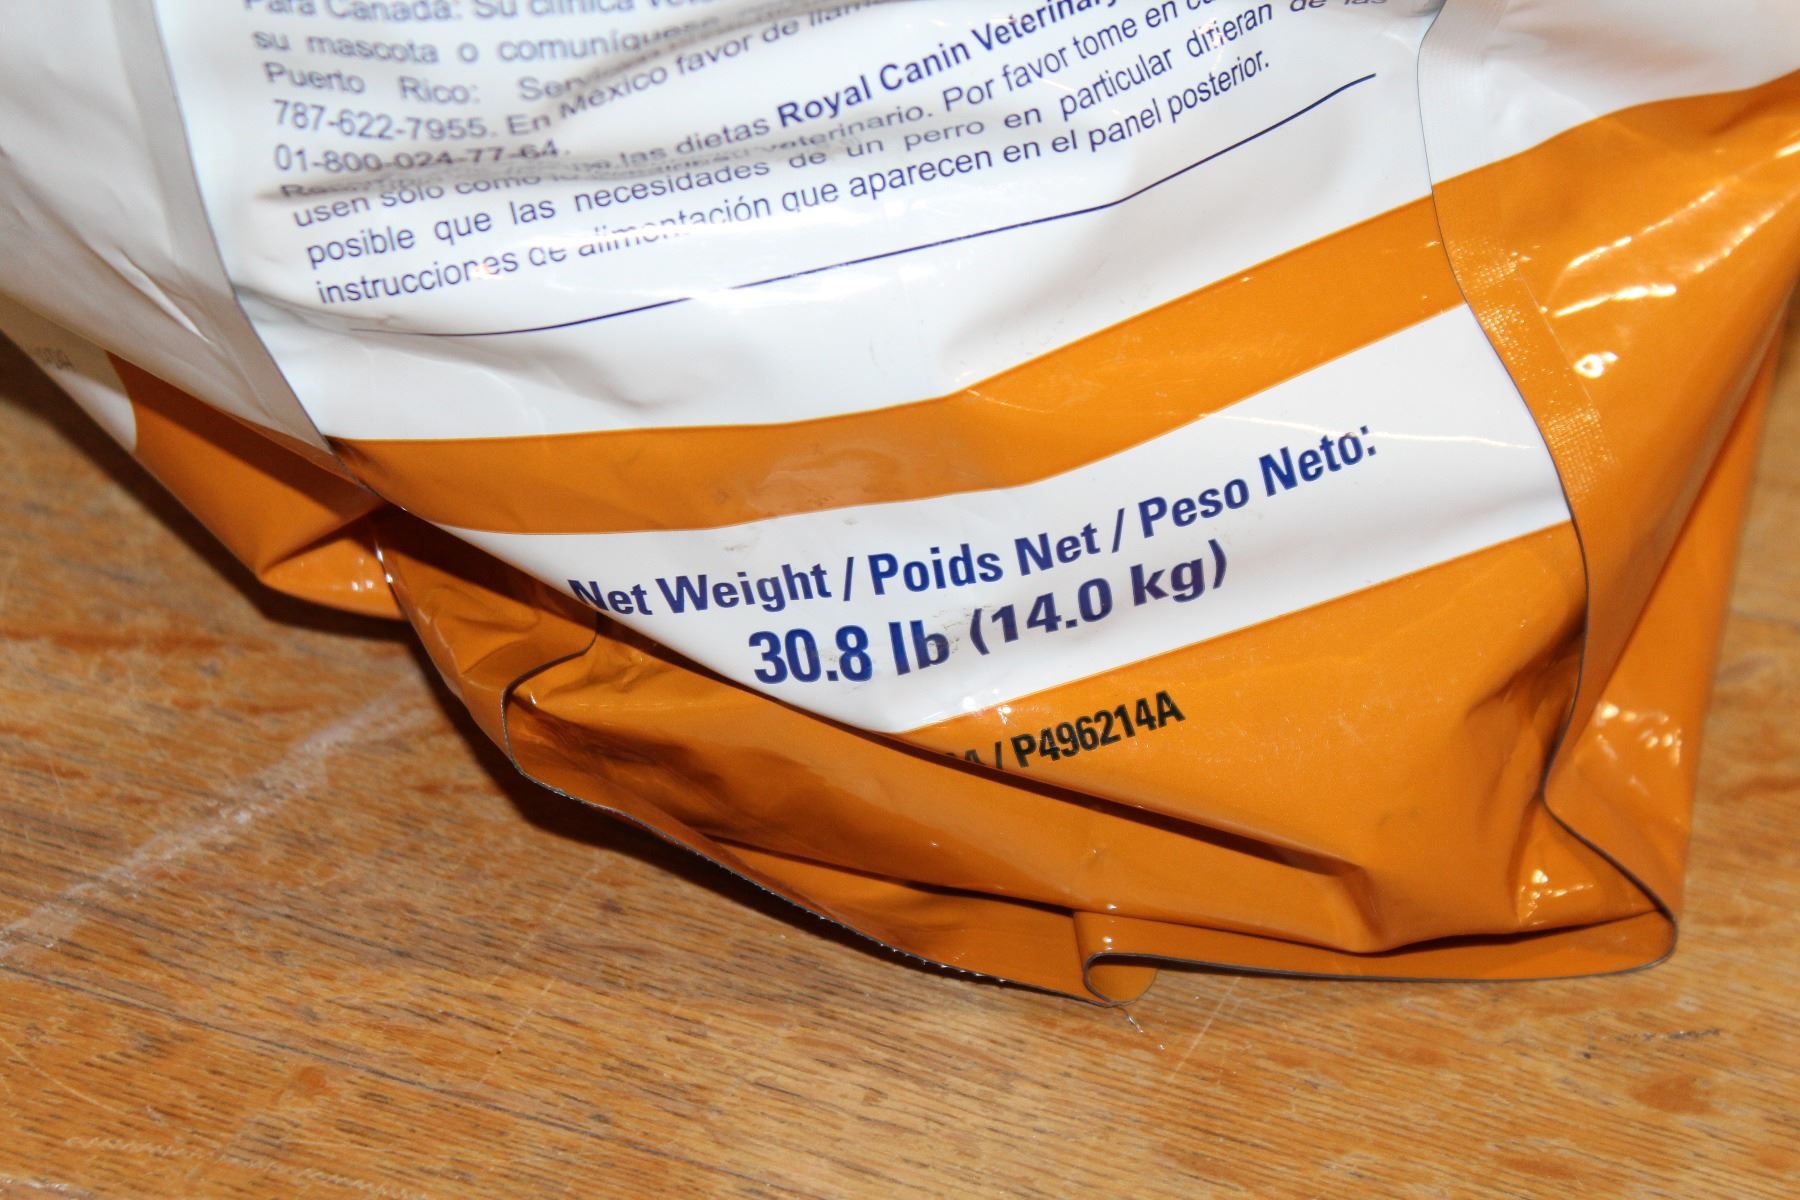 Para Canadá: Su clínica
su mascota o comuníquese
Puerto Rico:
787-622-7955. En México favor de
01-800-024-77-64.
las dietas Royal Canin Veterinary
usen sólo como veterinario. Por favor tome en
posible que las necesidades de un perro en particular difieran de las
instrucciones de alimentación que aparecen en el panel posterior.
Net Weight / Poids Net / Peso Neto:
30.8 lb (14.0 kg)
/ P496214A